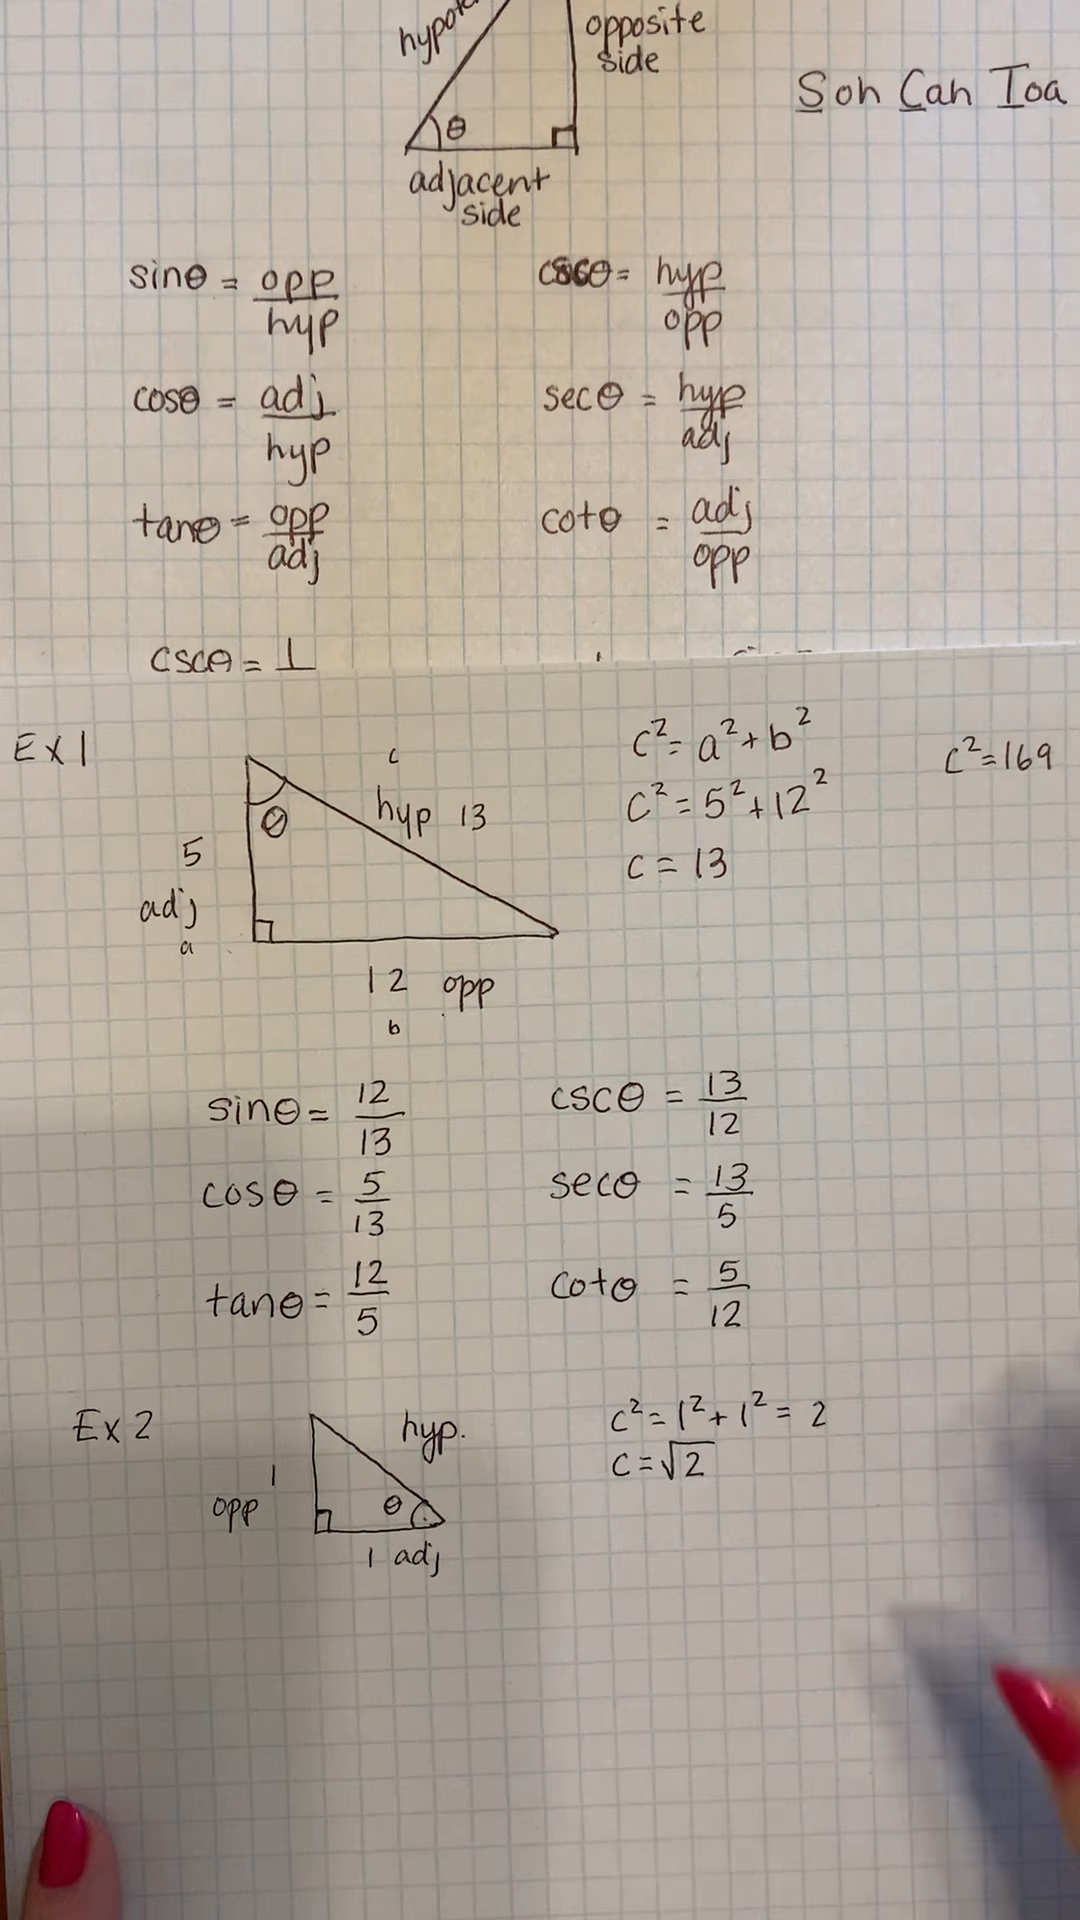 opposite
side
Soh Cah Toa
θ
adjacent
side
sinθ = opp/hyp
cscθ = hyp/opp
cosθ = adj/hyp
secθ = hyp/adj
tanθ = opp/adj
cotθ = adj/opp
cscθ = 1
Ex 1
c
hyp 13
θ
5
adj
a
12 opp
b
c² = a² + b²
c² = 5² + 12²
c = 13
c² = 169
sinθ = 12/13
cscθ = 13/12
cosθ = 5/13
secθ = 13/5
tanθ = 12/5
cotθ = 5/12
Ex 2
hyp.
1
opp
θ
1 adj
c² = 1² + 1² = 2
c = √2